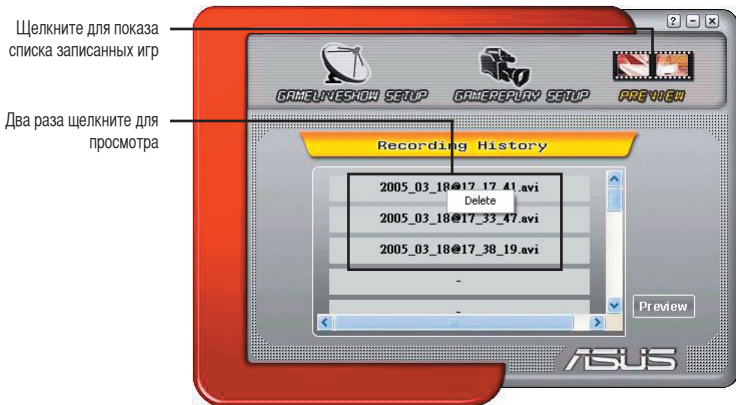 Щелкните для показа
списка записанных игр
Два раза щелкните для
просмотра
? - x
GAMELIVESHOW SETUP GAMEREPLAY SETUP PREVIEW
Recording History
2005_03_18@17_17_41.avi
Delete
2005_03_18@17_33_47.avi
2005_03_18@17_38_19.avi
-
-
Preview
ASUS